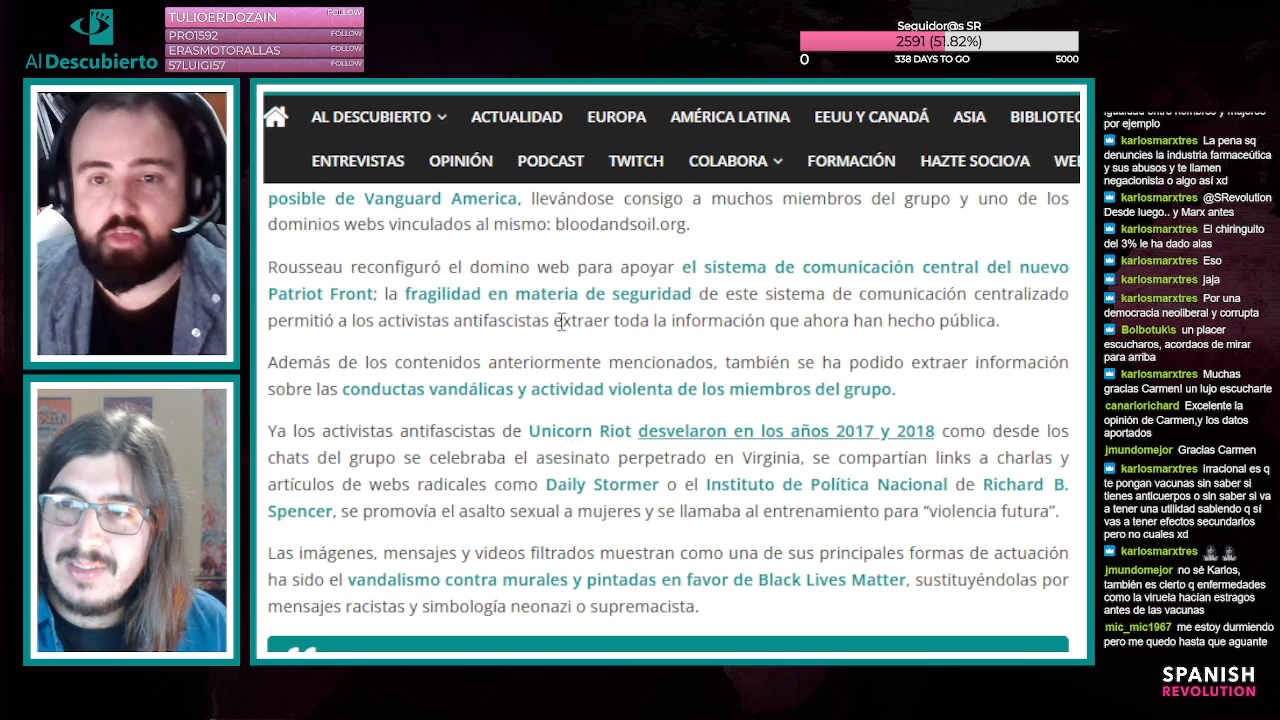 Al Descubierto
TULIOERDOZAIN FOLLOW
PRO1592 FOLLOW
ERASMOTORALLAS FOLLOW
57LUIGI57 FOLLOW
Seguidor@s SR
2591 (51.82%)
0 338 DAYS TO GO 5000
AL DESCUBIERTO ACTUALIDAD EUROPA AMÉRICA LATINA EEUU Y CANADÁ ASIA BIBLIOTEC
ENTREVISTAS OPINIÓN PODCAST TWITCH COLABORA FORMACIÓN HAZTE SOCIO/A WEB
posible de Vanguard America, llevándose consigo a muchos miembros del grupo y uno de los
dominios webs vinculados al mismo: bloodandsoil.org.
Rousseau reconfiguró el domino web para apoyar el sistema de comunicación central del nuevo
Patriot Front; la fragilidad en materia de seguridad de este sistema de comunicación centralizado
permitió a los activistas antifascistas extraer toda la información que ahora han hecho pública.
Además de los contenidos anteriormente mencionados, también se ha podido extraer información
sobre las conductas vandálicas y actividad violenta de los miembros del grupo.
Ya los activistas antifascistas de Unicorn Riot desvelaron en los años 2017 y 2018 como desde los
chats del grupo se celebraba el asesinato perpetrado en Virginia, se compartían links a charlas y
artículos de webs radicales como Daily Stormer o el Instituto de Política Nacional de Richard B.
Spencer, se promovía el asalto sexual a mujeres y se llamaba al entrenamiento para “violencia futura”.
Las imágenes, mensajes y videos filtrados muestran como una de sus principales formas de actuación
ha sido el vandalismo contra murales y pintadas en favor de Black Lives Matter, sustituyéndolas por
mensajes racistas y simbología neonazi o supremacista.
igualdad entre hombres y mujeres
por ejemplo
karlosmarxtres La pena sq
denuncies la industria farmaceútica
y sus abusos y te llamen
negacionista o algo así xd
karlosmarxtres @SRevolution
Desde luego.. y Marx antes
karlosmarxtres El chiringuito
del 3% le ha dado alas
karlosmarxtres Eso
karlosmarxtres jaja
karlosmarxtres Por una
democracia neoliberal y corrupta
Bolbotuk\s un placer
escucharos, acordaos de mirar
para arriba
karlosmarxtres Muchas
gracias Carmen! un lujo escucharte
canariorichard Excelente la
opinión de Carmen,y los datos
aportados
jmundomejor Gracias Carmen
karlosmarxtres Irracional es q
te pongan vacunas sin saber si
tienes anticuerpos o sin saber si va
a tener una utilidad sabiendo q sí
vas a tener efectos secundarios
pero no cuales xd
karlosmarxtres
jmundomejor no sé Karlos,
también es cierto q enfermedades
como la viruela hacían estragos
antes de las vacunas
mic_mic1967 me estoy durmiendo
pero me quedo hasta que aguante
SPANISH
REVOLUTION